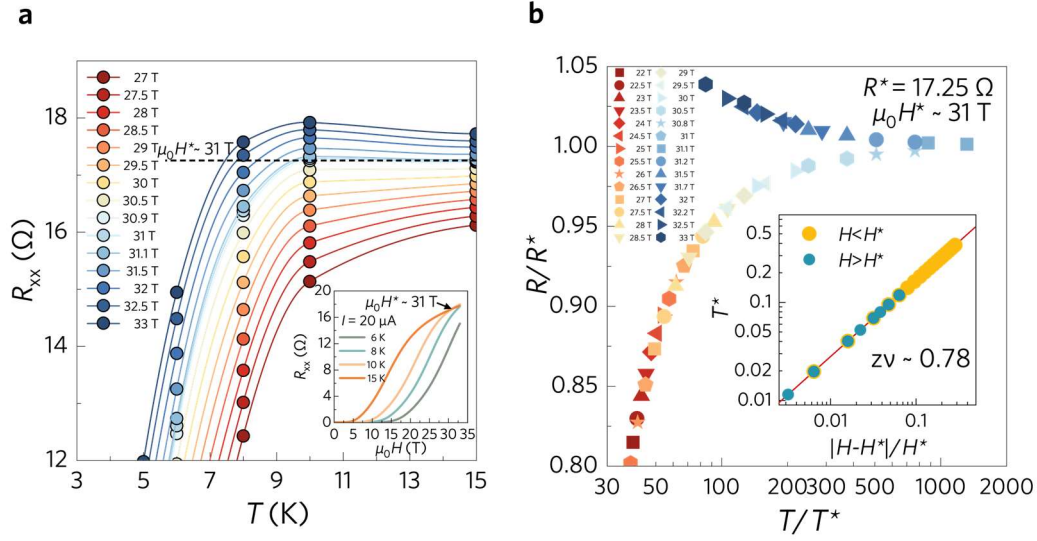 a
18
16
14
12
3
5
7
9
11
13
15
Rxx (Ω)
T (K)
27 T
27.5 T
28 T
28.5 T
29 T
29.5 T
30 T
30.5 T
30.9 T
31 T
31.1 T
31.5 T
32 T
32.5 T
33 T
μ0H*~ 31 T
20
16
12
8
4
0
0 5 10 15 20 25 30 35
Rxx (Ω)
μ0H (T)
μ0H* ~ 31 T
I = 20 μA
6 K
8 K
10 K
15 K
b
1.05
1.00
0.95
0.90
0.85
0.80
30 50 100 200 300 500 1000 2000
R/R*
T/T*
R* = 17.25 Ω
μ0H* ~ 31 T
22 T 29 T
22.5 T 29.5 T
23 T 30 T
23.5 T 30.5 T
24 T 30.8 T
24.5 T 31 T
25 T 31.1 T
25.5 T 31.2 T
26 T 31.5 T
26.5 T 31.7 T
27 T 32 T
27.5 T 32.2 T
28 T 32.5 T
28.5 T 33 T
0.5
0.2
0.1
0.05
0.02
0.01
0.01 0.1
T*
|H-H*|/H*
H<H*
H>H*
zν ~ 0.78